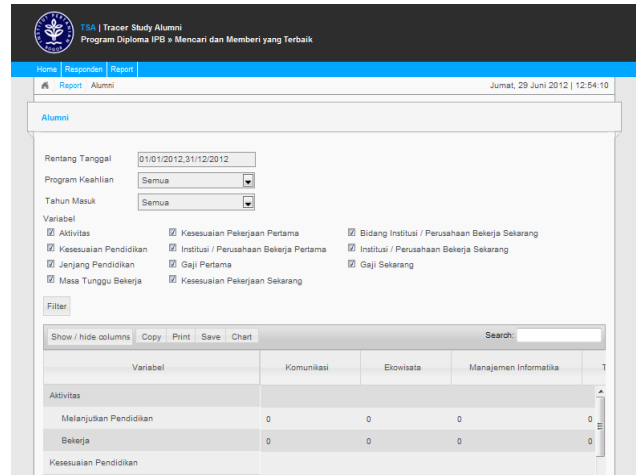 TSA | Tracer Study Alumni
Program Diploma IPB » Mencari dan Memberi yang Terbaik
Home Responden Report
Report Alumni Jumat, 29 Juni 2012 | 12:54:10
Alumni
Rentang Tanggal 01/01/2012,31/12/2012
Program Keahlian Semua
Tahun Masuk Semua
Variabel
Aktivitas Kesesuaian Pekerjaan Pertama Bidang Institusi / Perusahaan Bekerja Sekarang
Kesesuaian Pendidikan Institusi / Perusahaan Bekerja Pertama Institusi / Perusahaan Bekerja Sekarang
Jenjang Pendidikan Gaji Pertama Gaji Sekarang
Masa Tunggu Bekerja Kesesuaian Pekerjaan Sekarang
Filter
Show / hide columns Copy Print Save Chart Search:
Variabel Komunikasi Ekowisata Manajemen Informatika T
Aktivitas
Melanjutkan Pendidikan 0 0 0 0
Bekerja 0 0 0 0
Kesesuaian Pendidikan